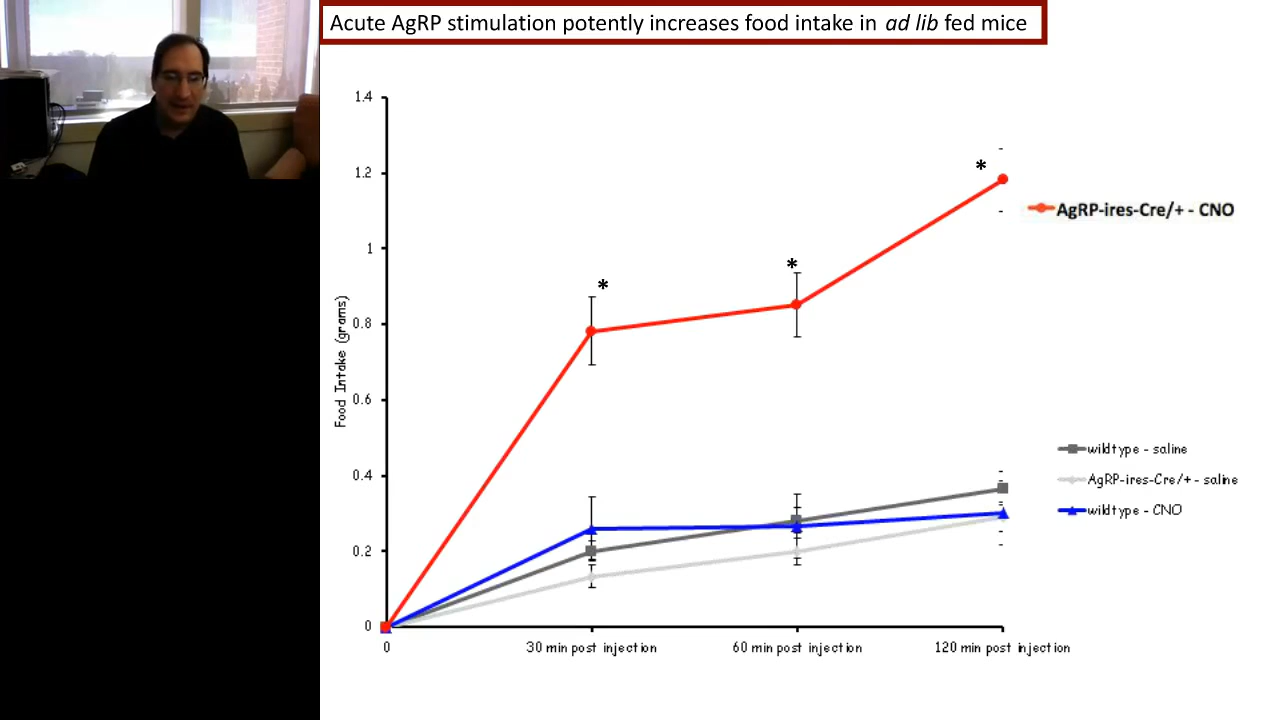 Acute AgRP stimulation potently increases food intake in ad lib fed mice
1.4
1.2
1
0.8
0.6
0.4
0.2
0
Food Intake (grams)
0
30 min post injection
60 min post injection
120 min post injection
*
*
*
AgRP-ires-Cre/+ - CNO
wildtype - saline
AgRP-ires-Cre/+ - saline
wildtype - CNO